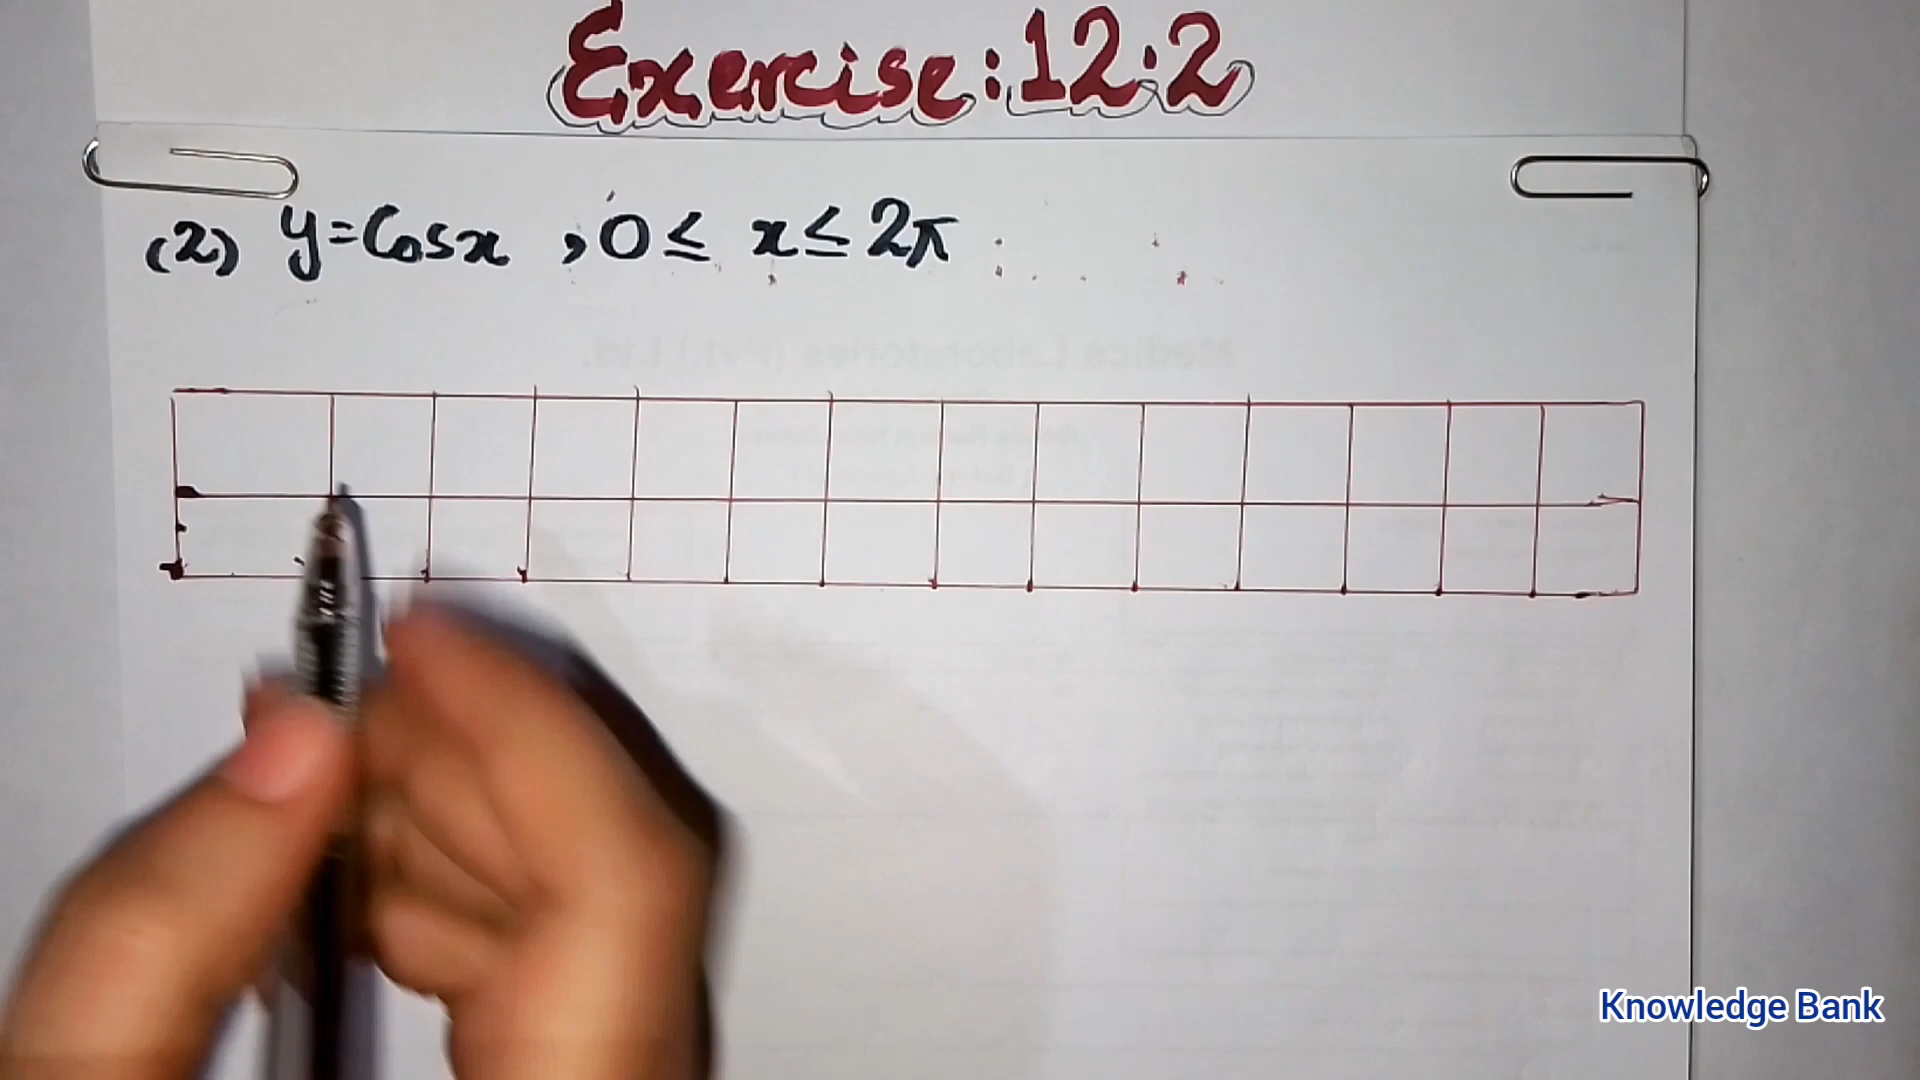 Exercise: 12.2
(2) y = Cosx , 0 ≤ x ≤ 2π
Knowledge Bank